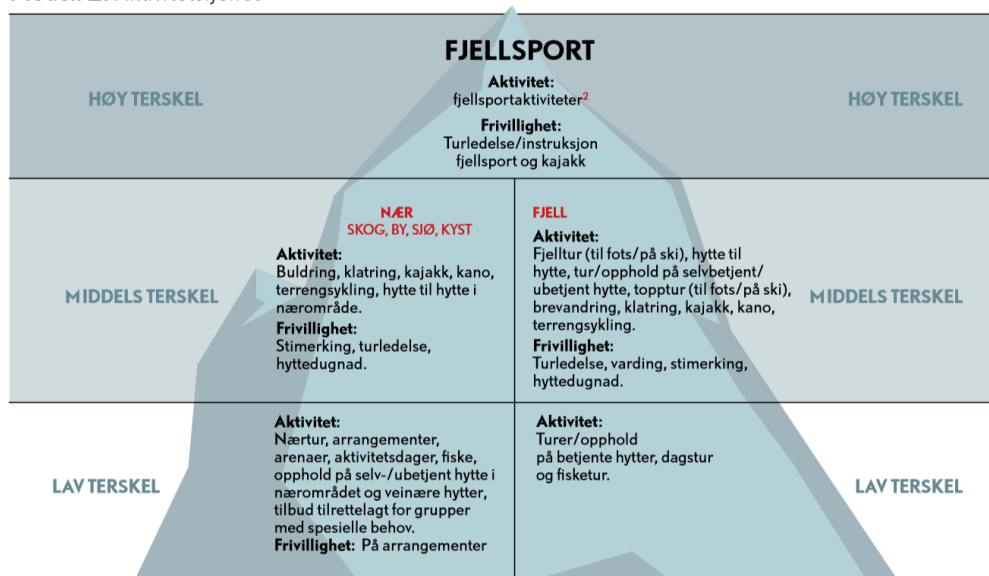 FJELLSPORT
Aktivitet:
fjellsportaktiviteter2
Frivillighet:
Turledelse/instruksjon
fjellsport og kajakk
HØY TERSKEL
HØY TERSKEL
NÆR
SKOG, BY, SJØ, KYST
Aktivitet:
Buldring, klatring, kajakk, kano,
terrengsykling, hytte til hytte i
nærområde.
Frivillighet:
Stimerking, turledelse,
hyttedugnad.
FJELL
Aktivitet:
Fjelltur (til fots/på ski), hytte til
hytte, tur/opphold på selvbetjent/
ubetjent hytte, topptur (til fots/på ski),
brevandring, klatring, kajakk, kano,
terrengsykling.
Frivillighet:
Turledelse, varding, stimerking,
hyttedugnad.
MIDDELS TERSKEL
MIDDELS TERSKEL
Aktivitet:
Nærtur, arrangementer,
arenaer, aktivitetsdager, fiske,
opphold på selv-/ubetjent hytte i
nærområdet og veinære hytter,
tilbud tilrettelagt for grupper
med spesielle behov.
Frivillighet: På arrangementer
Aktivitet:
Turer/opphold
på betjente hytter, dagstur
og fisketur.
LAV TERSKEL
LAV TERSKEL